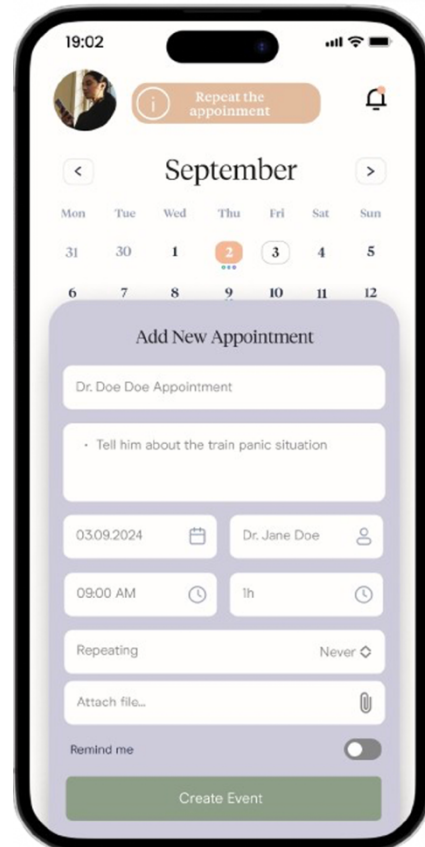 19:02
Repeat the
appoinment
September
Mon Tue Wed Thu Fri Sat Sun
31 30 1 2 3 4 5
6 7 8 9 10 11 12
Add New Appointment
Dr. Doe Doe Appointment
• Tell him about the train panic situation
03.09.2024 Dr. Jane Doe
09:00 AM 1h
Repeating Never
Attach file...
Remind me
Create Event